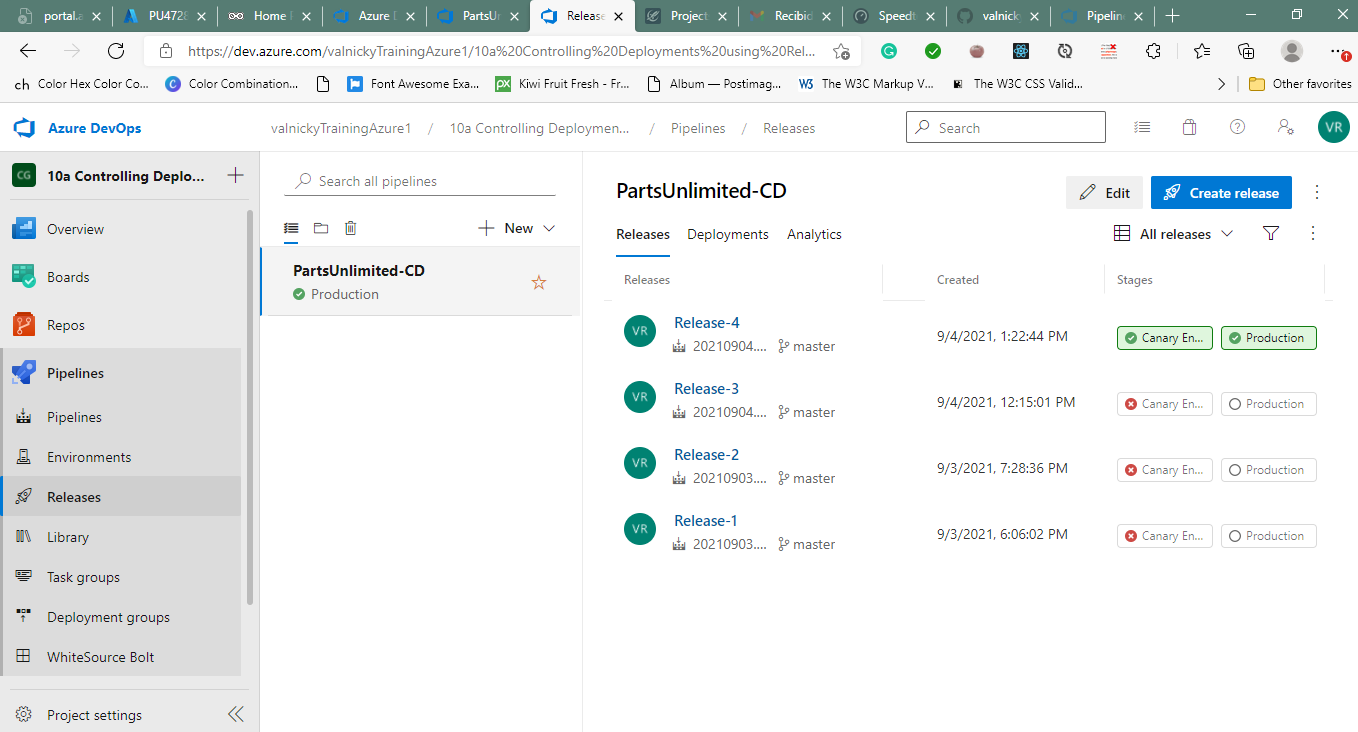 portal.a
PU4728
Home
Azure D
PartsUn
Release
Project:
Recibid
Speedt
valnick
Pipelin
https://dev.azure.com/valnickyTrainingAzure1/10a%20Controlling%20Deployments%20using%20Rel...
ch Color Hex Color Co...
Color Combination...
Font Awesome Exa...
px Kiwi Fruit Fresh - Fr...
Album — Postimag...
W3 The W3C Markup V...
The W3C CSS Valid...
Other favorites
Azure DevOps
valnickyTrainingAzure1 / 10a Controlling Deploymen... / Pipelines / Releases
Search
VR
CG 10a Controlling Deplo...
Overview
Boards
Repos
Pipelines
Pipelines
Environments
Releases
Library
Task groups
Deployment groups
WhiteSource Bolt
Project settings
Search all pipelines
New
PartsUnlimited-CD
Production
PartsUnlimited-CD
Edit
Create release
Releases Deployments Analytics
All releases
Releases Created Stages
VR Release-4
20210904.... master
9/4/2021, 1:22:44 PM
Canary En... Production
VR Release-3
20210904.... master
9/4/2021, 12:15:01 PM
Canary En... Production
VR Release-2
20210903.... master
9/3/2021, 7:28:36 PM
Canary En... Production
VR Release-1
20210903.... master
9/3/2021, 6:06:02 PM
Canary En... Production